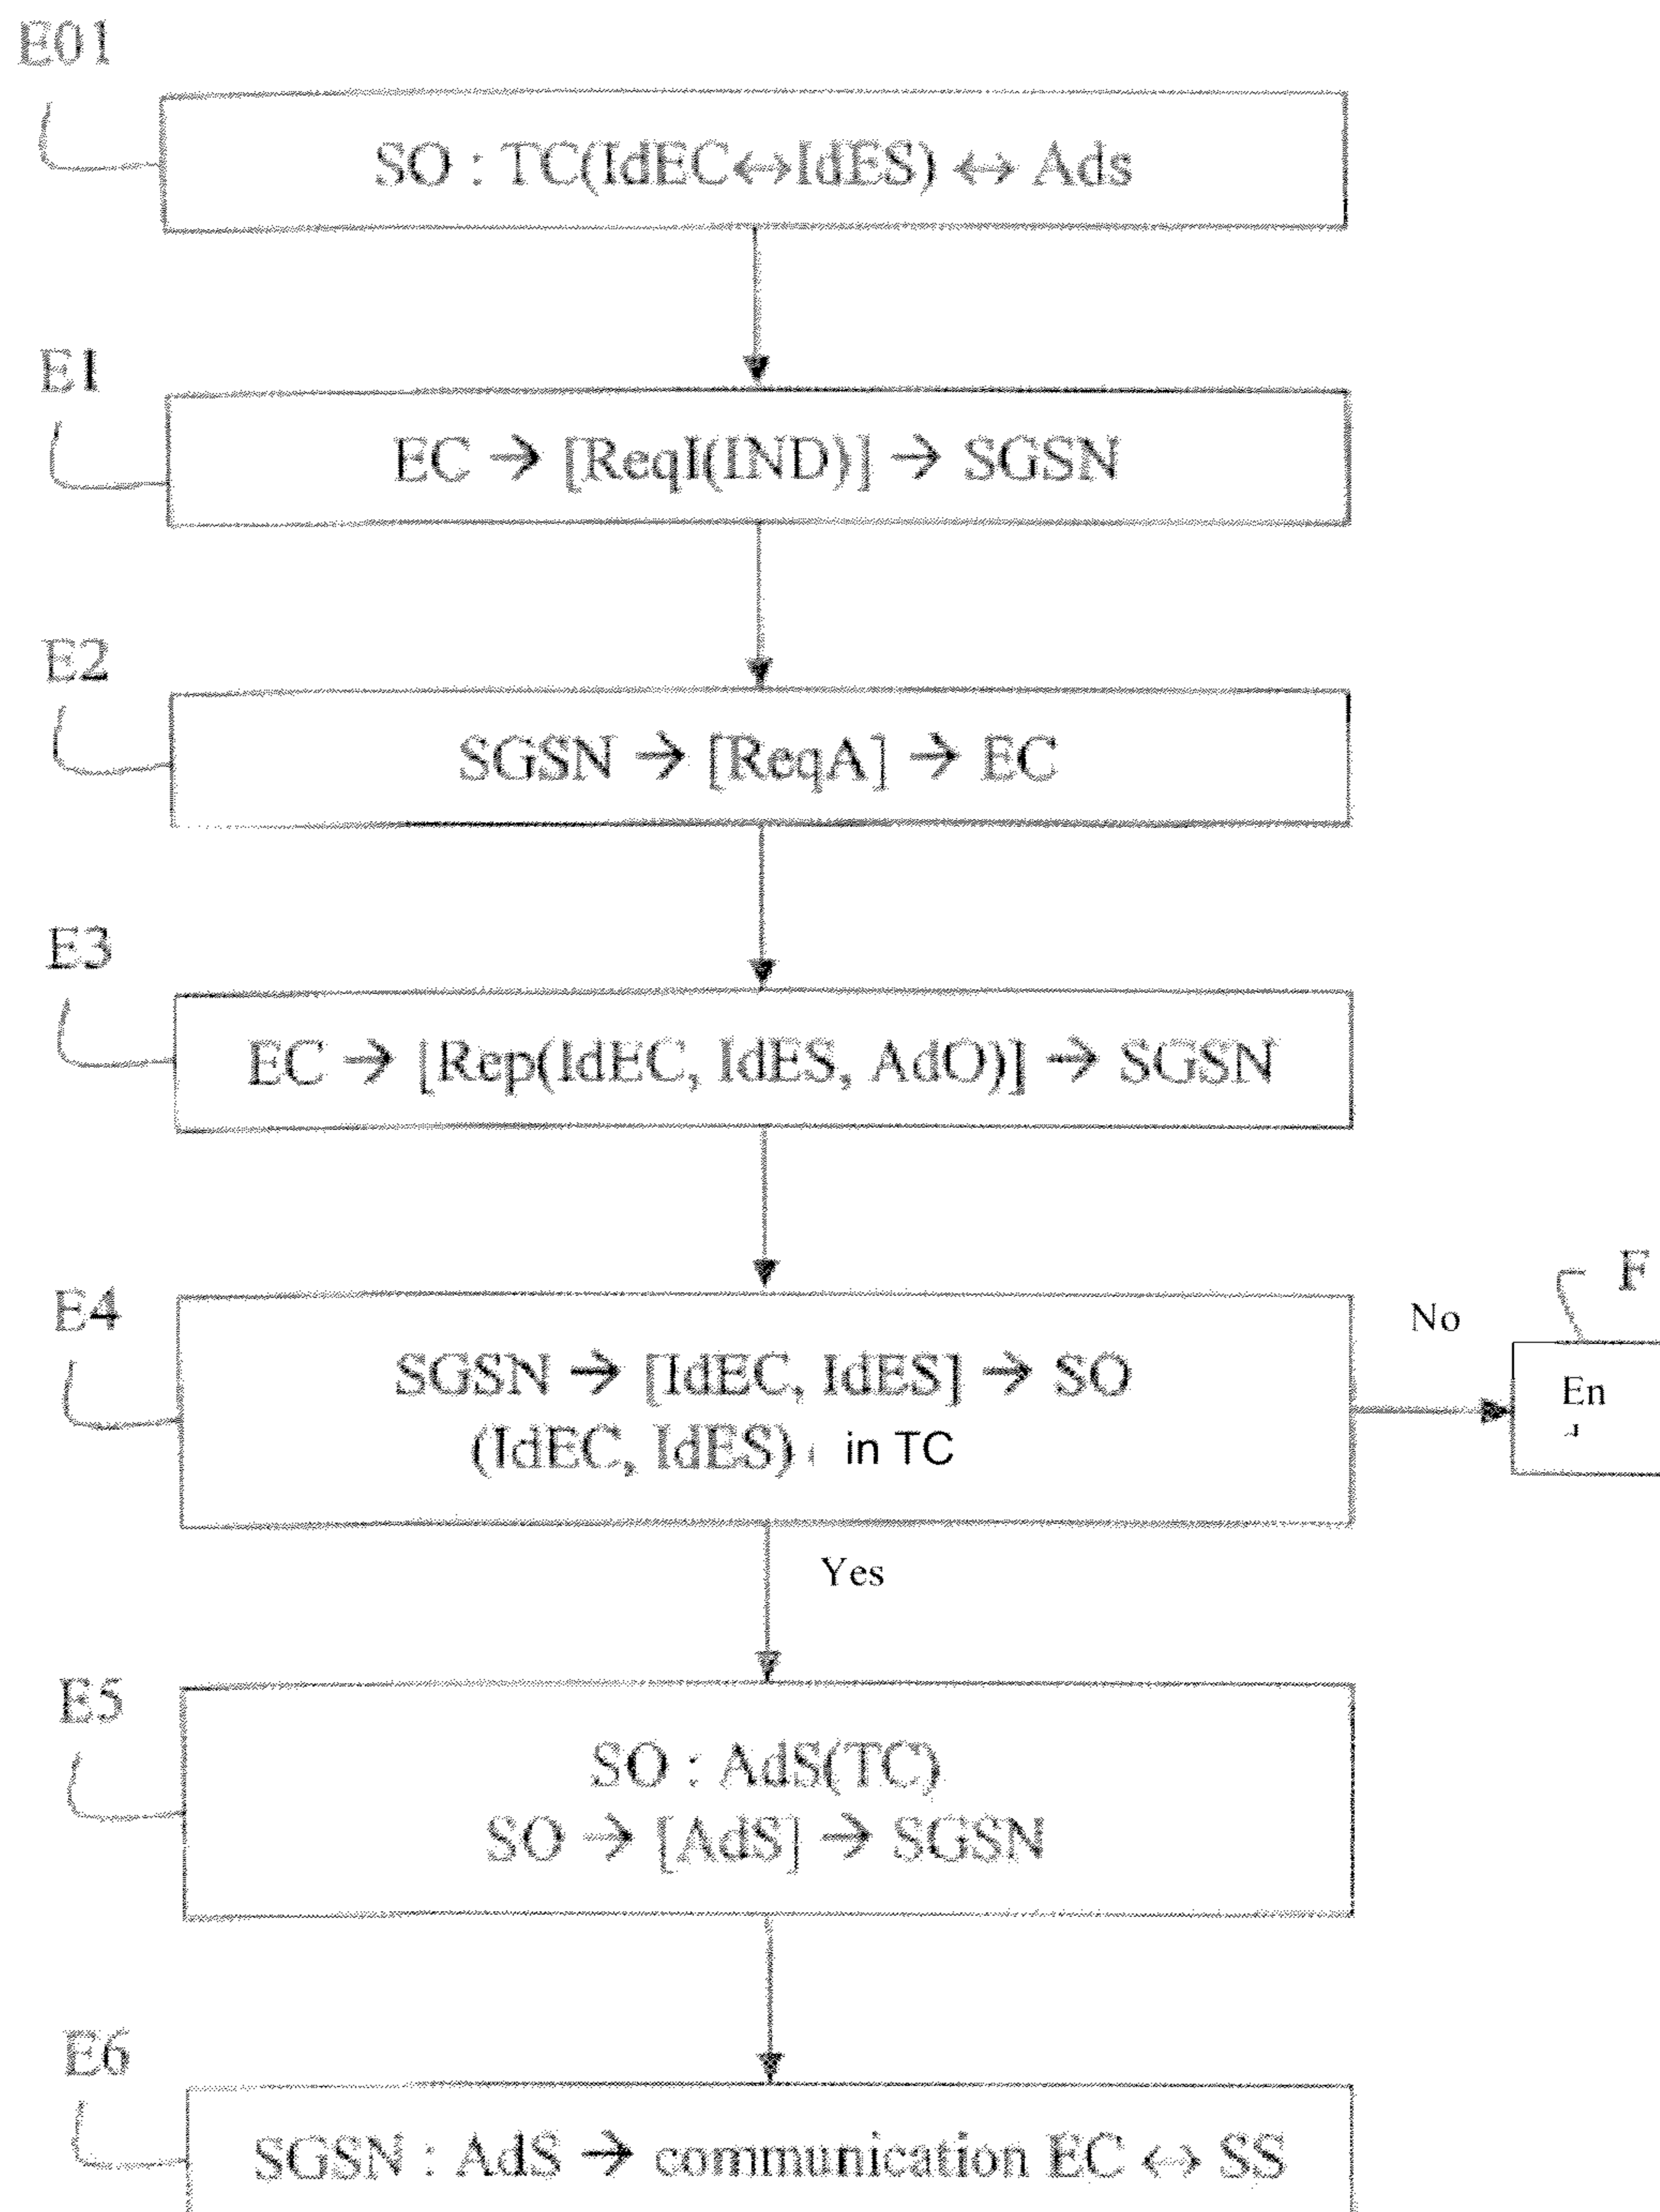 E01
SO : TC(IdEC↔IdES) ↔ Ads
E1
EC → [ReqI(IND)] → SGSN
E2
SGSN → [ReqA] → EC
E3
EC → [Rep(IdEC, IdES, AdO)] → SGSN
E4
SGSN → [IdEC, IdES] → SO
(IdEC, IdES) in TC
No
F
En
Yes
E5
SO : AdS(TC)
SO → [AdS] → SGSN
E6
SGSN : AdS → communication EC ↔ SS